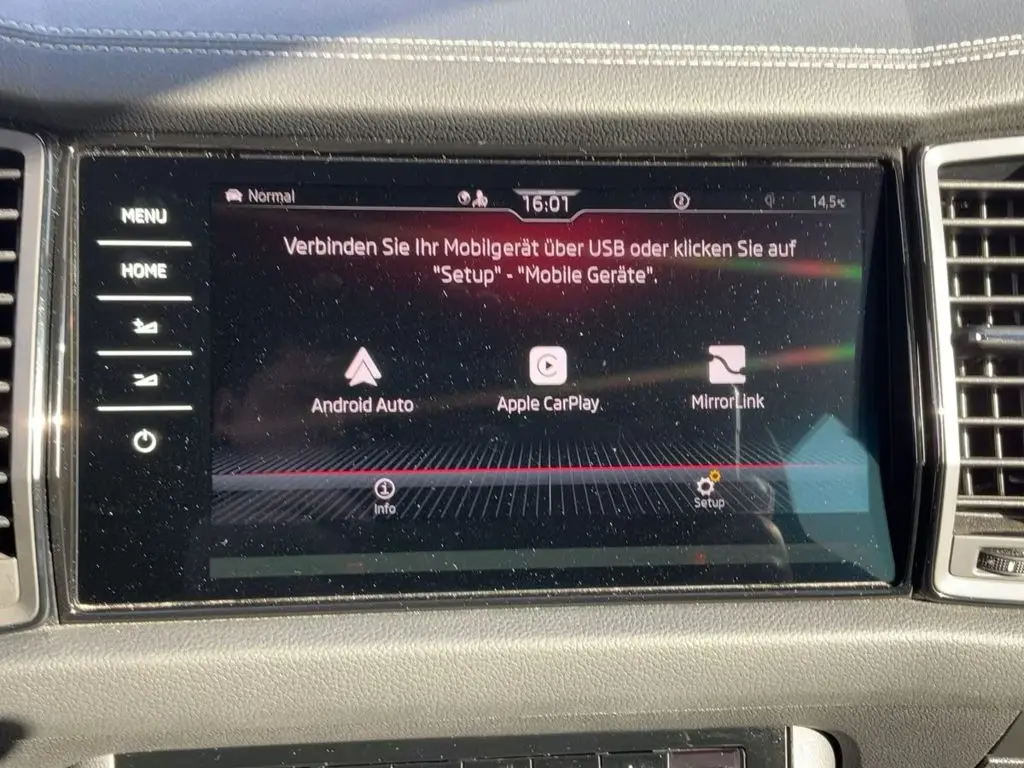 Normal
16:01
14,5°C
MENU
HOME
Verbinden Sie Ihr Mobilgerät über USB oder klicken Sie auf
"Setup" - "Mobile Geräte".
Android Auto
Apple CarPlay
MirrorLink
Info
Setup